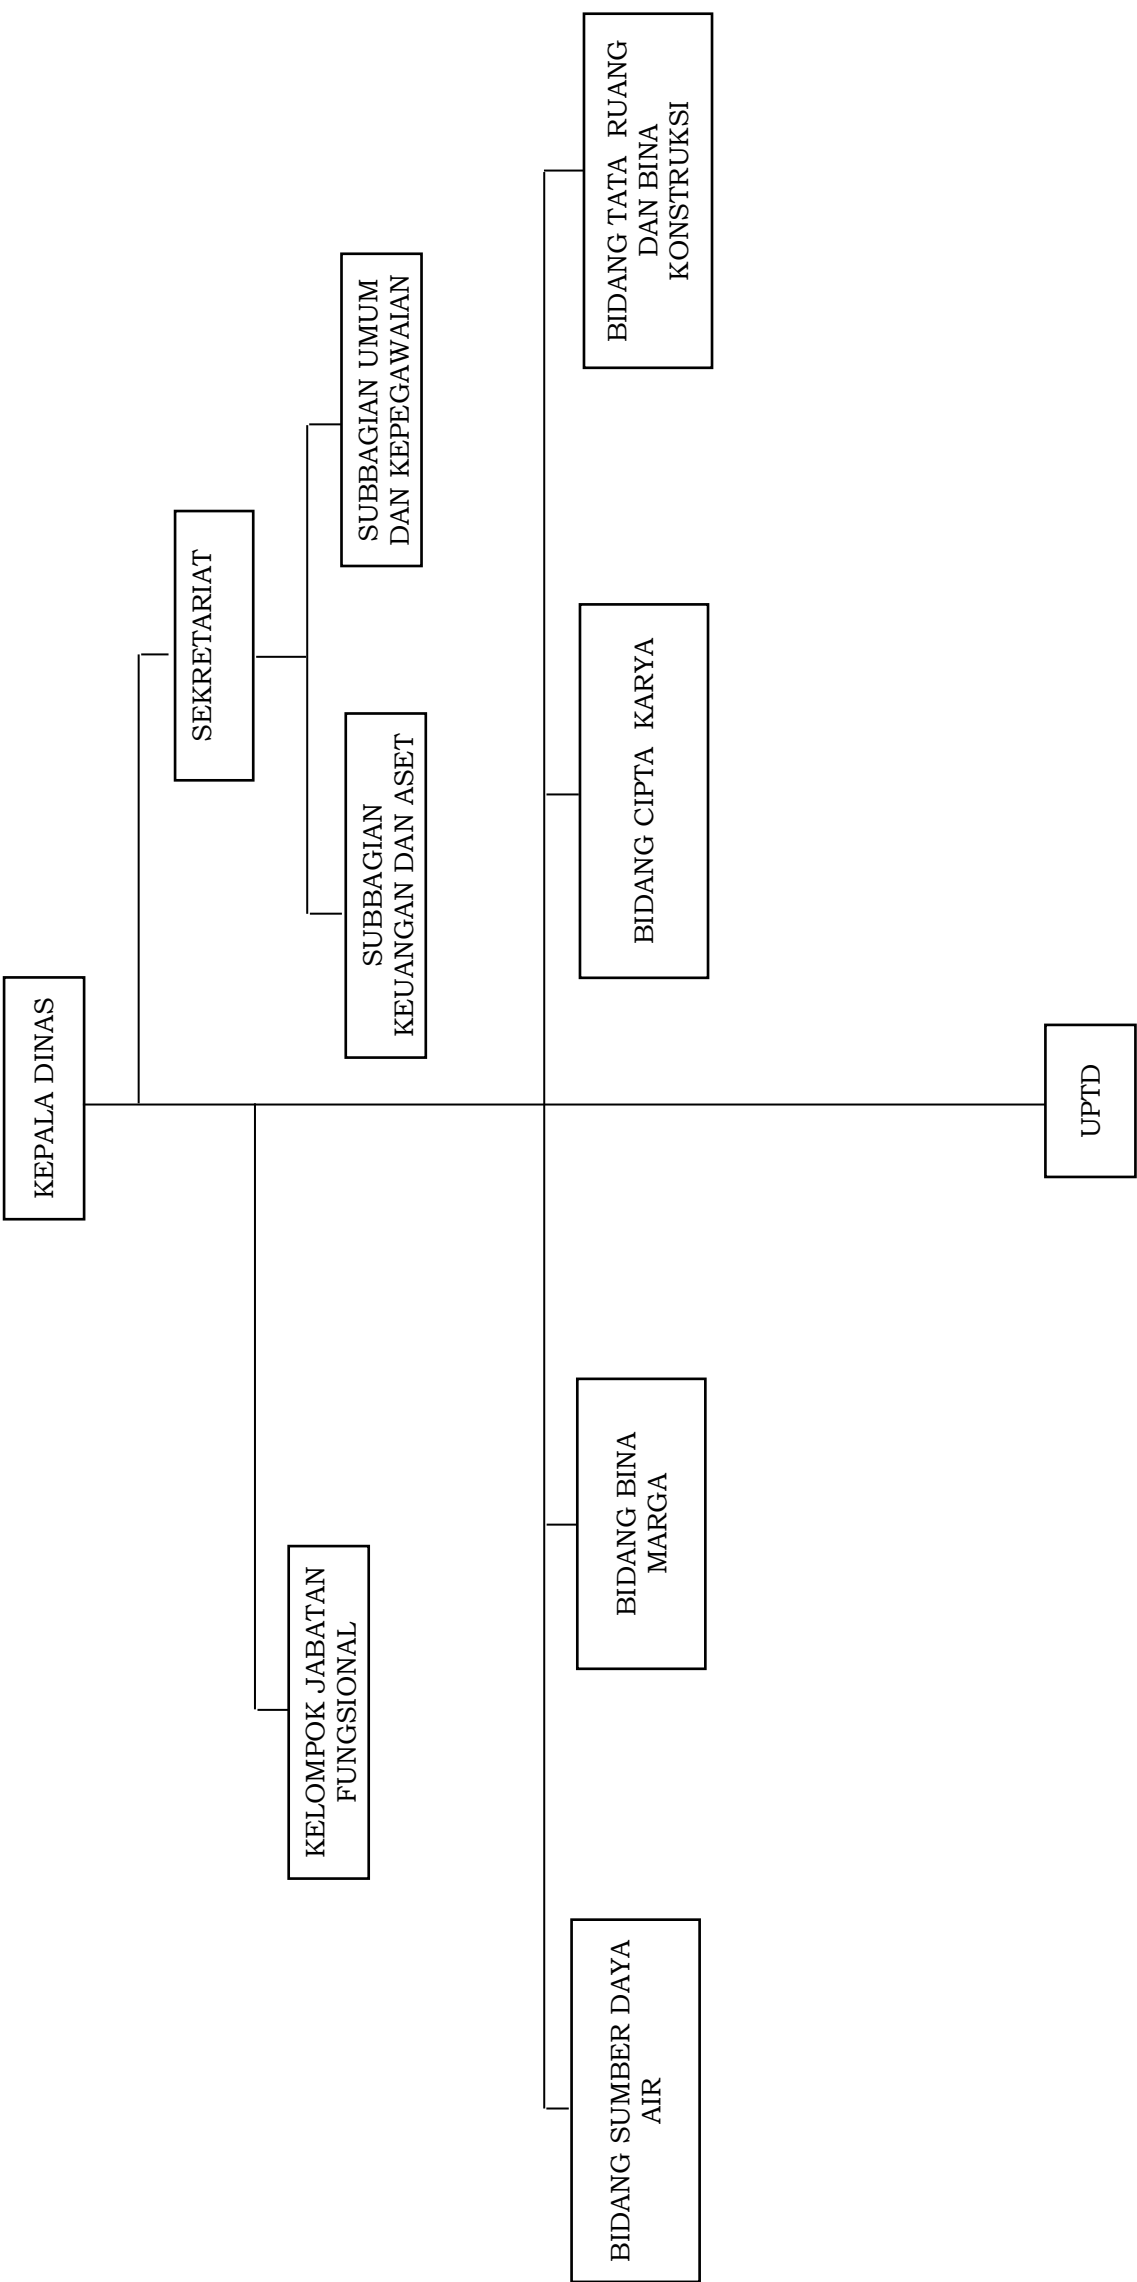 KEPALA DINAS
SEKRETARIAT
KELOMPOK JABATAN
FUNGSIONAL
SUBBAGIAN
KEUANGAN DAN ASET
SUBBAGIAN UMUM
DAN KEPEGAWAIAN
BIDANG SUMBER DAYA
AIR
BIDANG BINA
MARGA
BIDANG CIPTA  KARYA
BIDANG TATA  RUANG
DAN BINA
KONSTRUKSI
UPTD